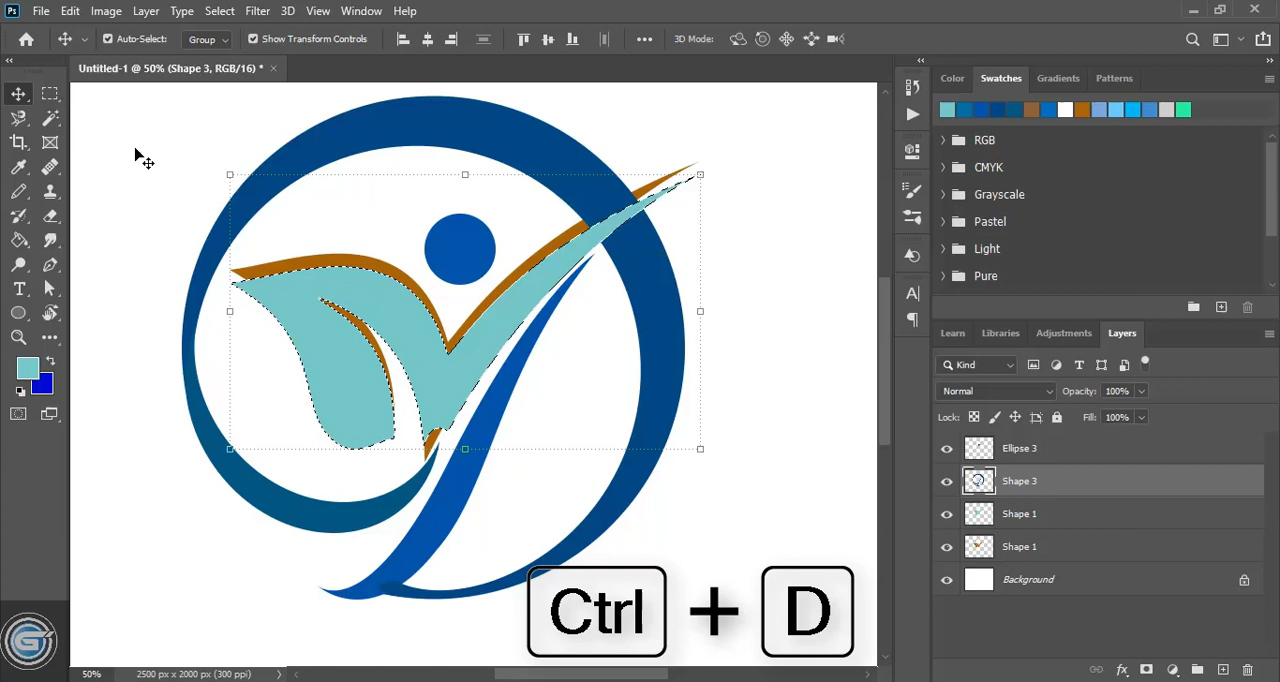 Ps File Edit Image Layer Type Select Filter 3D View Window Help
Auto-Select: Group Show Transform Controls 3D Mode:
Untitled-1 @ 50% (Shape 3, RGB/16) * ×
Color Swatches Gradients Patterns
RGB
CMYK
Grayscale
Pastel
Light
Pure
Learn Libraries Adjustments Layers
Kind
Normal Opacity: 100%
Lock: Fill: 100%
Ellipse 3
Shape 3
Shape 1
Shape 1
Background
Ctrl + D
50% 2500 px x 2000 px (300 ppi)